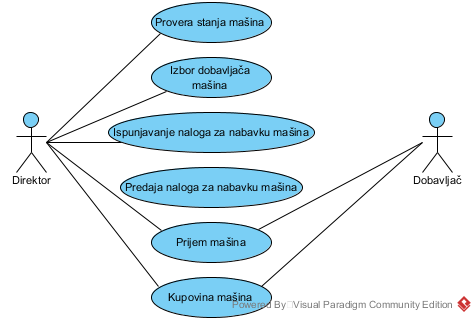 Provera stanja mašina
Izbor dobavljača
mašina
Ispunjavanje naloga za nabavku mašina
Direktor
Dobavljač
Predaja naloga za nabavku mašina
Prijem mašina
Kupovina mašina
Powered By Visual Paradigm Community Edition